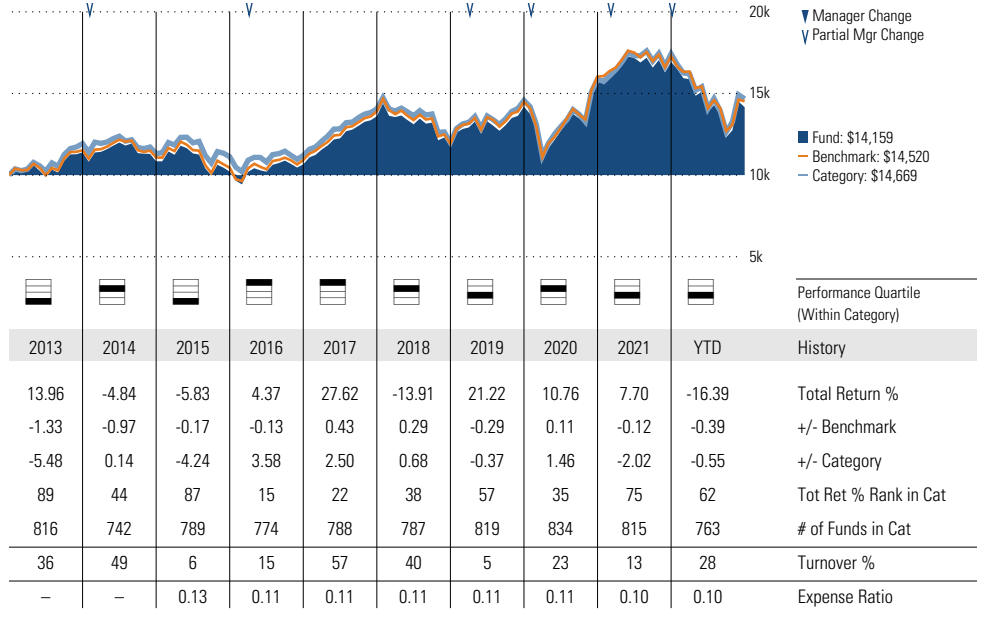 20k
15k
10k
5k
Manager Change
Partial Mgr Change
Fund: $14,159
Benchmark: $14,520
Category: $14,669
Performance Quartile
(Within Category)
2013 2014 2015 2016 2017 2018 2019 2020 2021 YTD History
13.96 -4.84 -5.83 4.37 27.62 -13.91 21.22 10.76 7.70 -16.39 Total Return %
-1.33 -0.97 -0.17 -0.13 0.43 0.29 -0.29 0.11 -0.12 -0.39 +/- Benchmark
-5.48 0.14 -4.24 3.58 2.50 0.68 -0.37 1.46 -2.02 -0.55 +/- Category
89 44 87 15 22 38 57 35 75 62 Tot Ret % Rank in Cat
816 742 789 774 788 787 819 834 815 763 # of Funds in Cat
36 49 6 15 57 40 5 23 13 28 Turnover %
– – 0.13 0.11 0.11 0.11 0.11 0.11 0.10 0.10 Expense Ratio